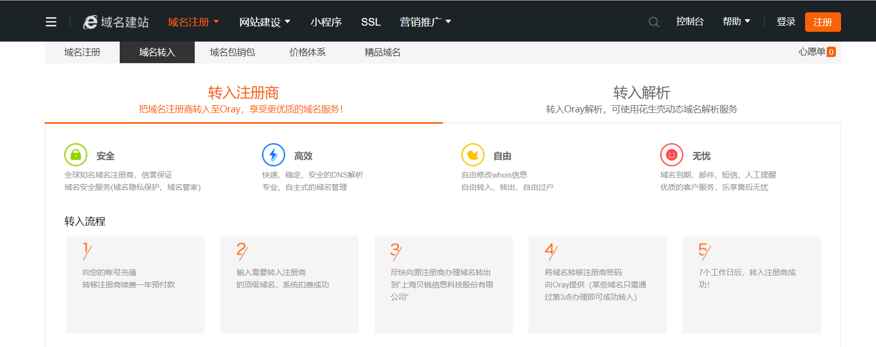 域名建站 域名注册 网站建设 小程序 SSL 营销推广 控制台 帮助 登录 注册
域名注册 域名转入 域名包销包 价格体系 精品域名 心愿单 0
转入注册商
把域名注册商转入至Oray，享受更优质的域名服务！
转入解析
转入Oray解析，可使用花生壳动态域名解析服务
安全
全球知名域名注册商，信誉保证
域名安全服务(域名隐私保护、域名管家)
高效
快速、稳定，安全的DNS解析
专业、自主式的域名管理
自由
自由修改whois信息
自由转入、转出，自由过户
无忧
域名到期，邮件、短信、人工提醒
优质的客户服务，乐享售后无忧
转入流程
1
向您的帐号充值
转移注册商续费一年预付款
2
输入需要转入注册商
的顶级域名，系统扣费成功
3
尽快向原注册商办理域名转出
到"上海贝锐信息科技股份有限
公司"
4
将域名转移注册商密码
向Oray提供（某些域名只需通
过第3点办理即可成功转入）
5
7个工作日后，转入注册商成
功！